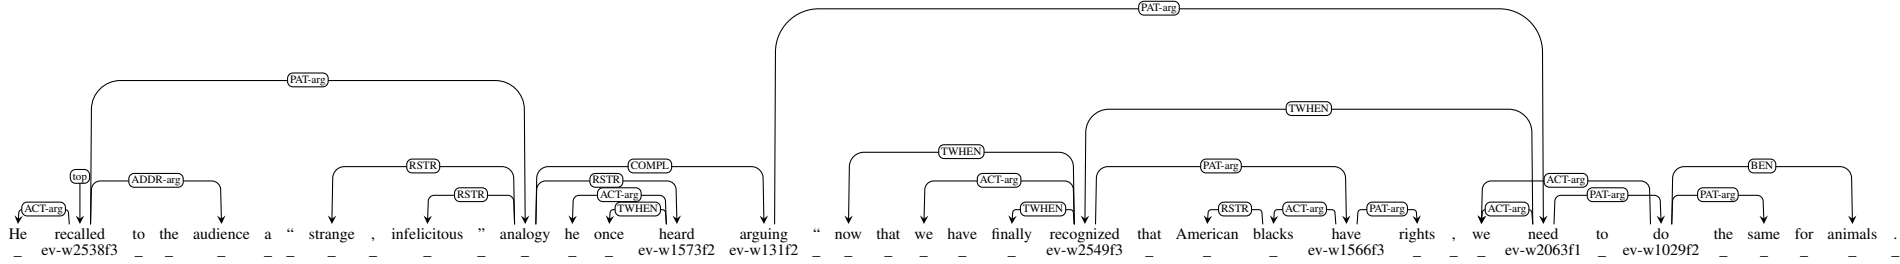 PAT-arg
PAT-arg
TWHEN
TWHEN
RSTR COMPL PAT-arg BEN
top ADDR-arg RSTR ACT-arg ACT-arg
RSTR ACT-arg PAT-arg PAT-arg
ACT-arg TWHEN TWHEN RSTR ACT-arg PAT-arg ACT-arg
He recalled to the audience a “ strange , infelicitous ” analogy he once heard arguing “ now that we have finally recognized that American blacks have rights , we need to do the same for animals .
_ ev-w2538f3 _ _ _ _ _ _ _ _ _ _ _ _ ev-w1573f2 ev-w131f2 _ _ _ _ _ _ ev-w2549f3 _ _ _ ev-w1566f3 _ _ _ ev-w2063f1 _ ev-w1029f2 _ _ _ _ _